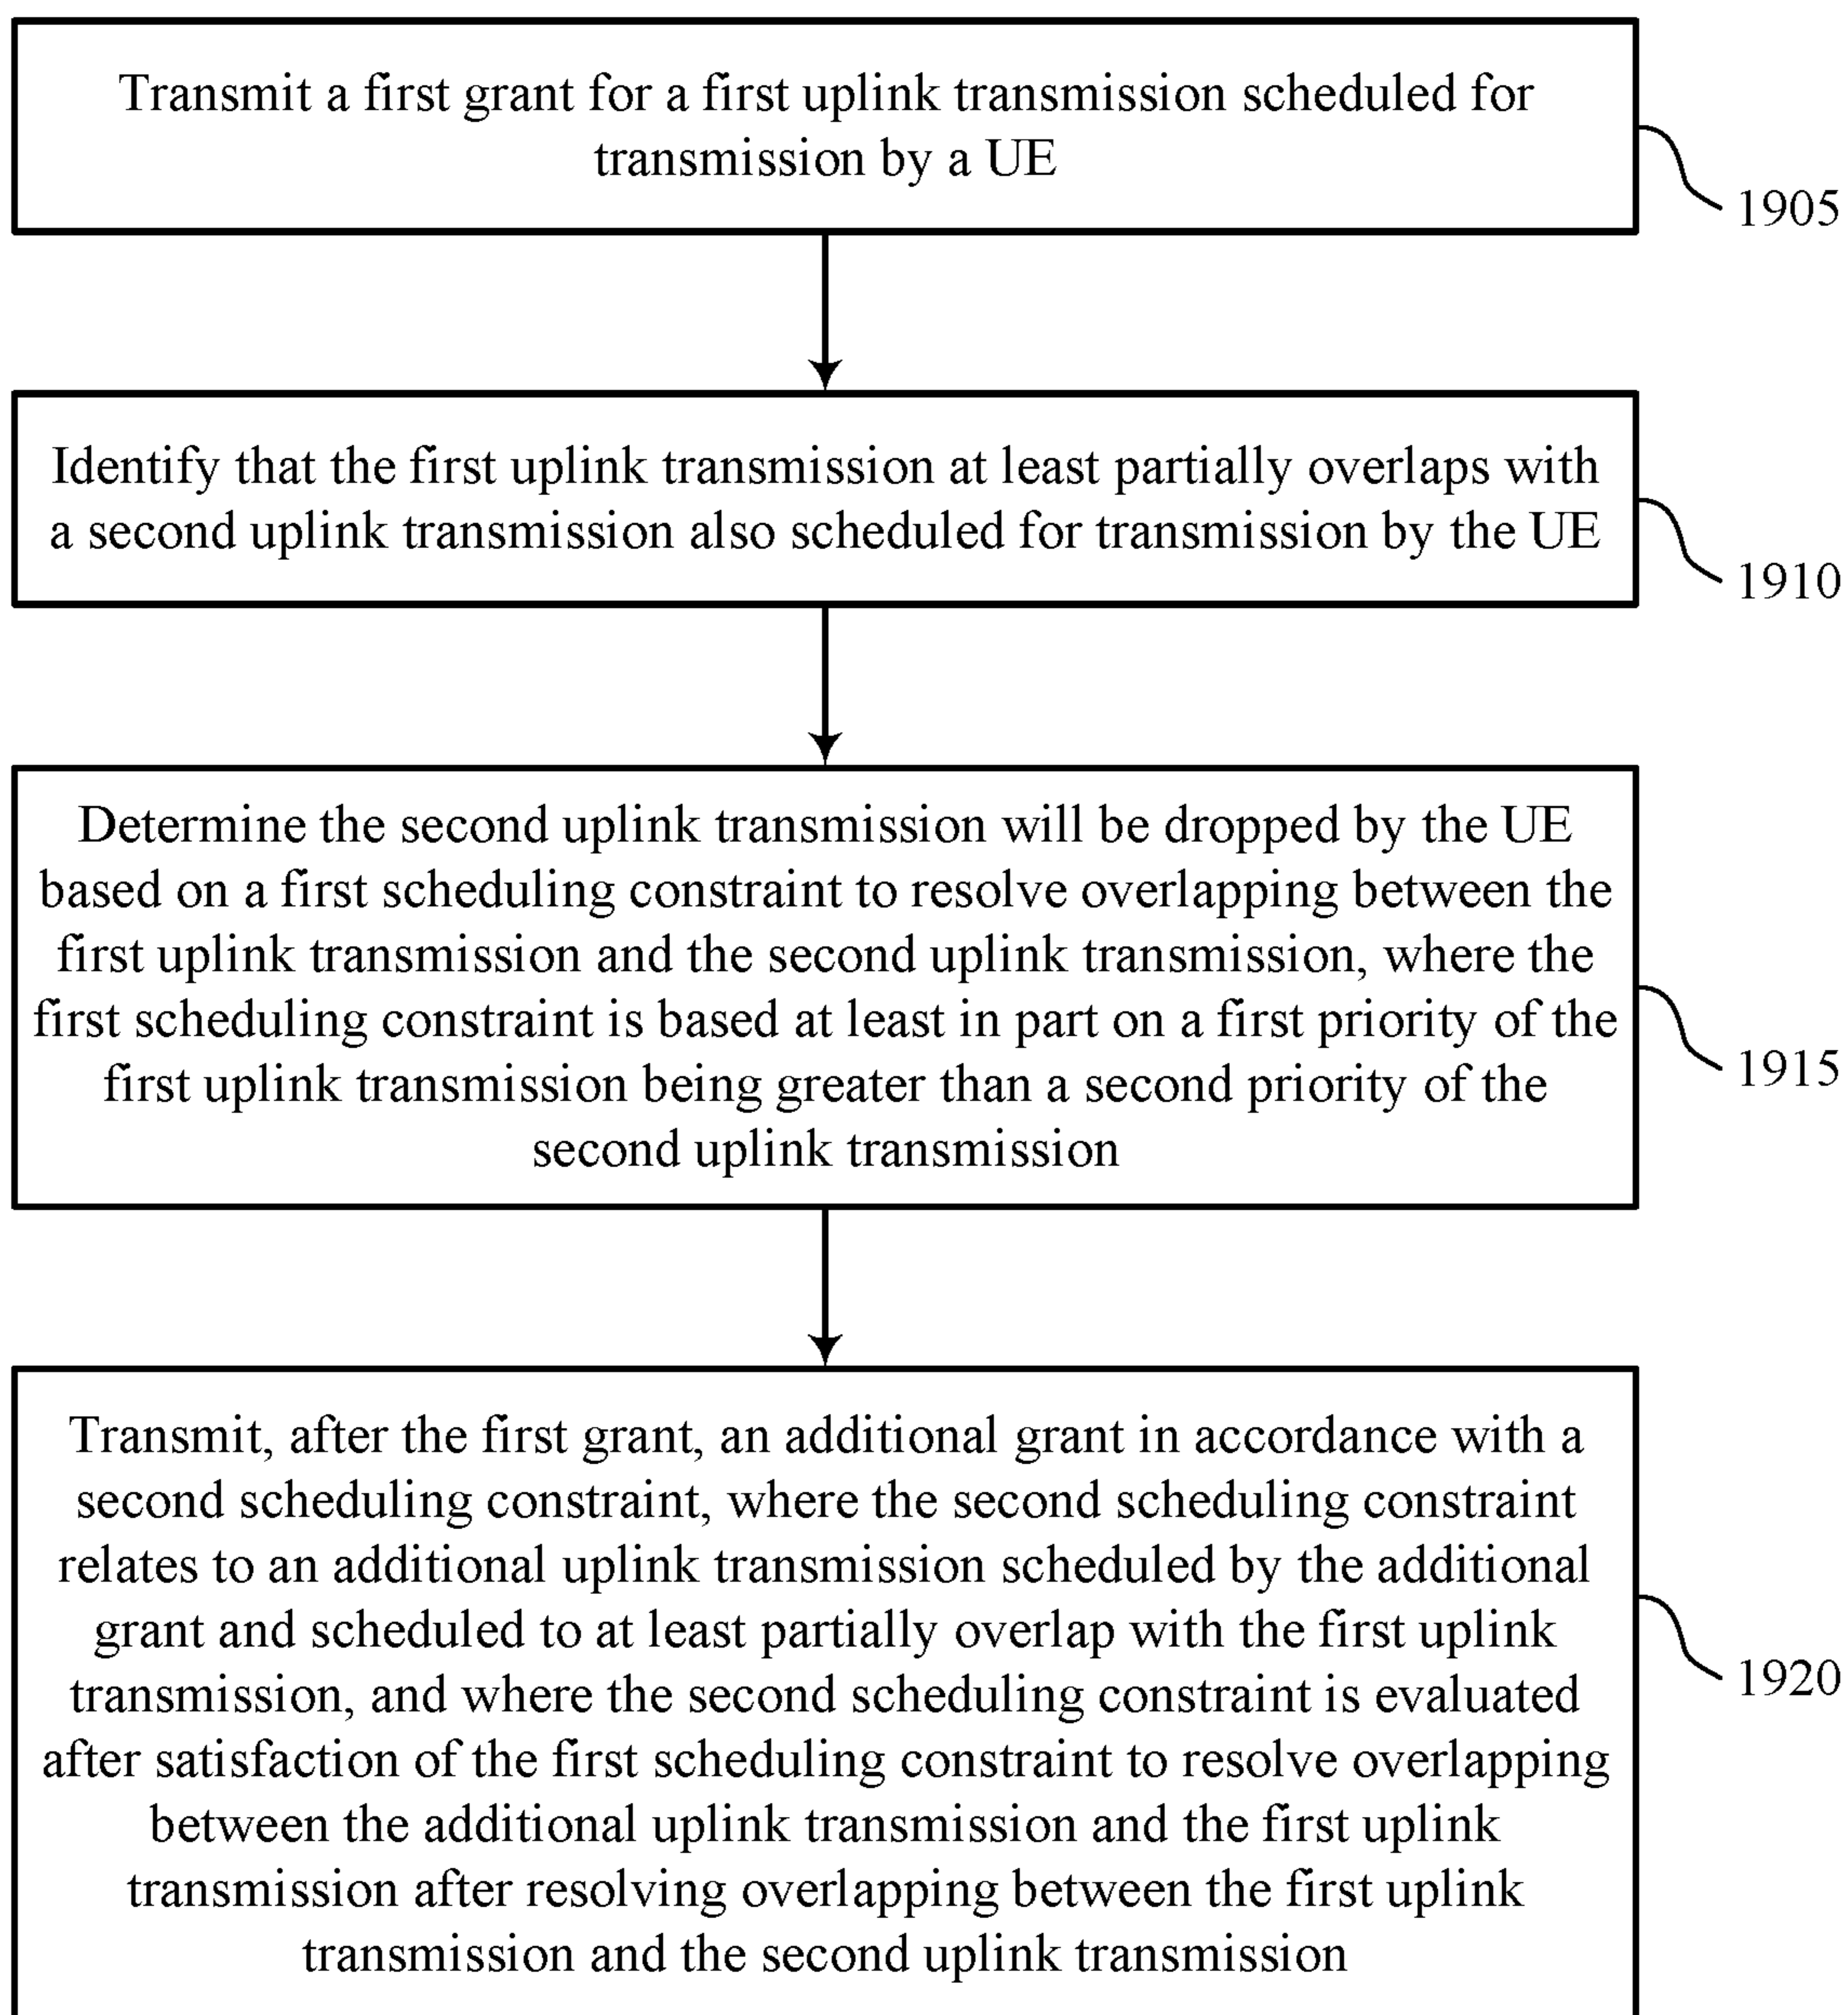 Transmit a first grant for a first uplink transmission scheduled for
transmission by a UE
1905
Identify that the first uplink transmission at least partially overlaps with
a second uplink transmission also scheduled for transmission by the UE
1910
Determine the second uplink transmission will be dropped by the UE
based on a first scheduling constraint to resolve overlapping between the
first uplink transmission and the second uplink transmission, where the
first scheduling constraint is based at least in part on a first priority of the
first uplink transmission being greater than a second priority of the
second uplink transmission
1915
Transmit, after the first grant, an additional grant in accordance with a
second scheduling constraint, where the second scheduling constraint
relates to an additional uplink transmission scheduled by the additional
grant and scheduled to at least partially overlap with the first uplink
transmission, and where the second scheduling constraint is evaluated
after satisfaction of the first scheduling constraint to resolve overlapping
between the additional uplink transmission and the first uplink
transmission after resolving overlapping between the first uplink
transmission and the second uplink transmission
1920